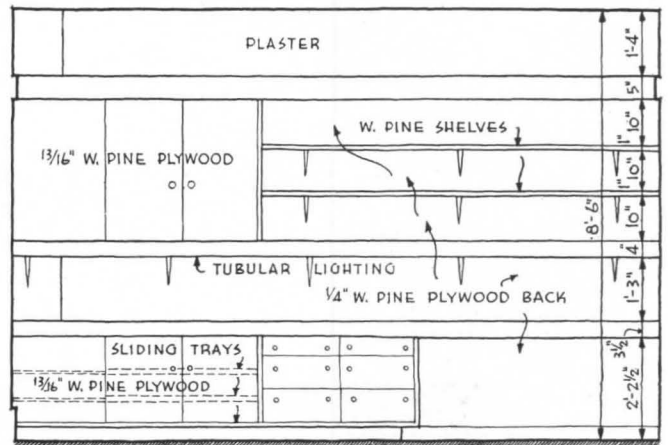 PLASTER
1'-4"
5"
W. PINE SHELVES
10"
1"
13/16" W. PINE PLYWOOD
10"
1"
8'-6"
10"
4"
TUBULAR LIGHTING
1/4" W. PINE PLYWOOD BACK
1'-3"
SLIDING TRAYS
3 1/2"
13/16" W. PINE PLYWOOD
2'-2 1/2"